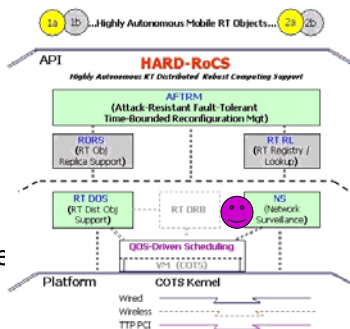 1a 1b ...Highly Autonomous Mobile RT Objects... 2a 2b
API
HARD-RoCS
Highly Autonomous RT Distributed Robust Computing Support
AFTRM
(Attack-Resistant Fault-Tolerant
Time-Bounded Reconfiguration Mgt)
RORS
(RT Obj
Replica Support)
RT RL
(RT Registry /
Lookup)
RT DOS
(RT Dist Obj
Support)
RT ORB
NS
(Network
Surveillance)
QOS-Driven Scheduling
VM (COTS)
e
Platform
COTS Kernel
Wired
Wireless
TTP PCI